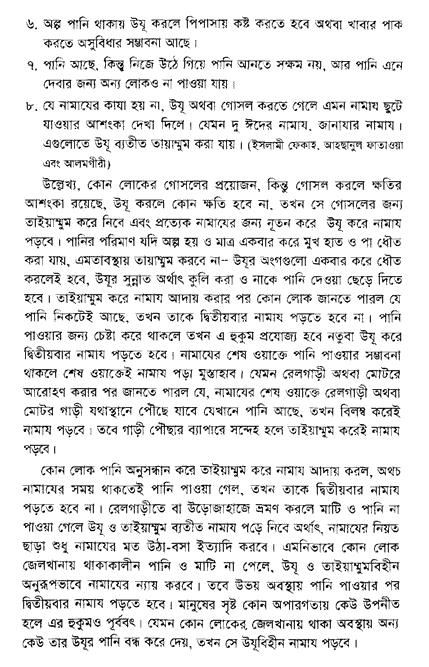 ৬. অল্প পানি থাকায় উযূ করলে পিপাসায় কষ্ট করতে হবে অথবা খাবার পাক
করতে অসুবিধার সম্ভাবনা আছে।
৭. পানি আছে, কিন্তু নিজে উঠে গিয়ে পানি আনতে সক্ষম নয়, আর পানি এনে
দেবার জন্য অন্য লোকও না পাওয়া যায়।
৮. যে নামাযের কাযা হয় না, উযূ অথবা গোসল করতে গেলে এমন নামায ছুটে
যাওয়ার আশংকা দেখা দিলে। যেমন দু ঈদের নামায, জানাযার নামায।
এগুলোতে উযূ ব্যতীত তায়াম্মুম করা যায়। (ইসলামী ফেকাহ, আহছানুল ফাতাওয়া
এবং আলমগীরী)
উল্লেখ্য, কোন লোকের গোসলের প্রয়োজন, কিন্তু গোসল করলে ক্ষতির
আশংকা রয়েছে, উযূ করলে কোন ক্ষতি হবে না, তখন সে গোসলের জন্য
তাইয়াম্মুম করে নিবে এবং প্রত্যেক নামাযের জন্য নূতন করে উযূ করে নামায
পড়বে। পানির পরিমাণ যদি অল্প হয় ও মাত্র একবার করে মুখ হাত ও পা ধৌত
করা যায়, এমতাবস্থায় তায়াম্মুম করবে না– উযূর অংগগুলো একবার করে ধৌত
করলেই হবে, উযূর সুন্নাত অর্থাৎ কুলি করা ও নাকে পানি দেওয়া ছেড়ে দিতে
হবে। তাইয়াম্মুম করে নামায আদায় করার পর কোন লোক জানতে পারল যে
পানি নিকটেই আছে, তখন তাকে দ্বিতীয়বার নামায পড়তে হবে না। পানি
পাওয়ার জন্য চেষ্টা করে থাকলে তখন এ হুকুম প্রযোজ্য হবে নতুবা উযূ করে
দ্বিতীয়বার নামায পড়তে হবে। নামাযের শেষ ওয়াক্তে পানি পাওয়ার সম্ভাবনা
থাকলে শেষ ওয়াক্তেই নামায পড়া মুস্তাহাব। যেমন রেলগাড়ী অথবা মোটরে
আরোহণ করার পর জানতে পারল যে, নামাযের শেষ ওয়াক্তে রেলগাড়ী অথবা
মোটর গাড়ী যথাস্থানে পৌঁছে যাবে যেখানে পানি আছে, তখন বিলম্ব করেই
নামায পড়বে। তবে গাড়ী পৌছার ব্যাপারে সন্দেহ হলে তাইয়াম্মুম করেই নামায
পড়বে।
কোন লোক পানি অনুসন্ধান করে তাইয়াম্মুম করে নামায আদায় করল, অথচ
নামাযের সময় থাকতেই পানি পাওয়া গেল, তখন তাকে দ্বিতীয়বার নামায
পড়তে হবে না। রেলগাড়ীতে বা উড়োজাহাজে ভ্রমণ করলে মাটি ও পানি না
পাওয়া গেলে উযূ ও তাইয়াম্মুম ব্যতীত নামায পড়ে নিবে অর্থাৎ, নামাযের নিয়ত
ছাড়া শুধু নামাযের মত উঠা-বসা ইত্যাদি করবে। এমনিভাবে কোন লোক
জেলখানায় থাকাকালীন পানি ও মাটি না পেলে, উযূ ও তাইয়াম্মুমবিহীন
অনুরূপভাবে নামাযের ন্যায় করবে। তবে উভয় অবস্থায় পানি পাওয়ার পর
দ্বিতীয়বার নামায পড়তে হবে। মানুষের সৃষ্ট কোন অপারগতায় কেউ উপনীত
হলে এর হুকুমও পূর্ববৎ। যেমন কোন লোকের, জেলখানায় থাকা অবস্থায় অন্য
কেউ তার উযূর পানি বন্ধ করে দেয়, তখন সে উযূবিহীন নামায পড়বে।